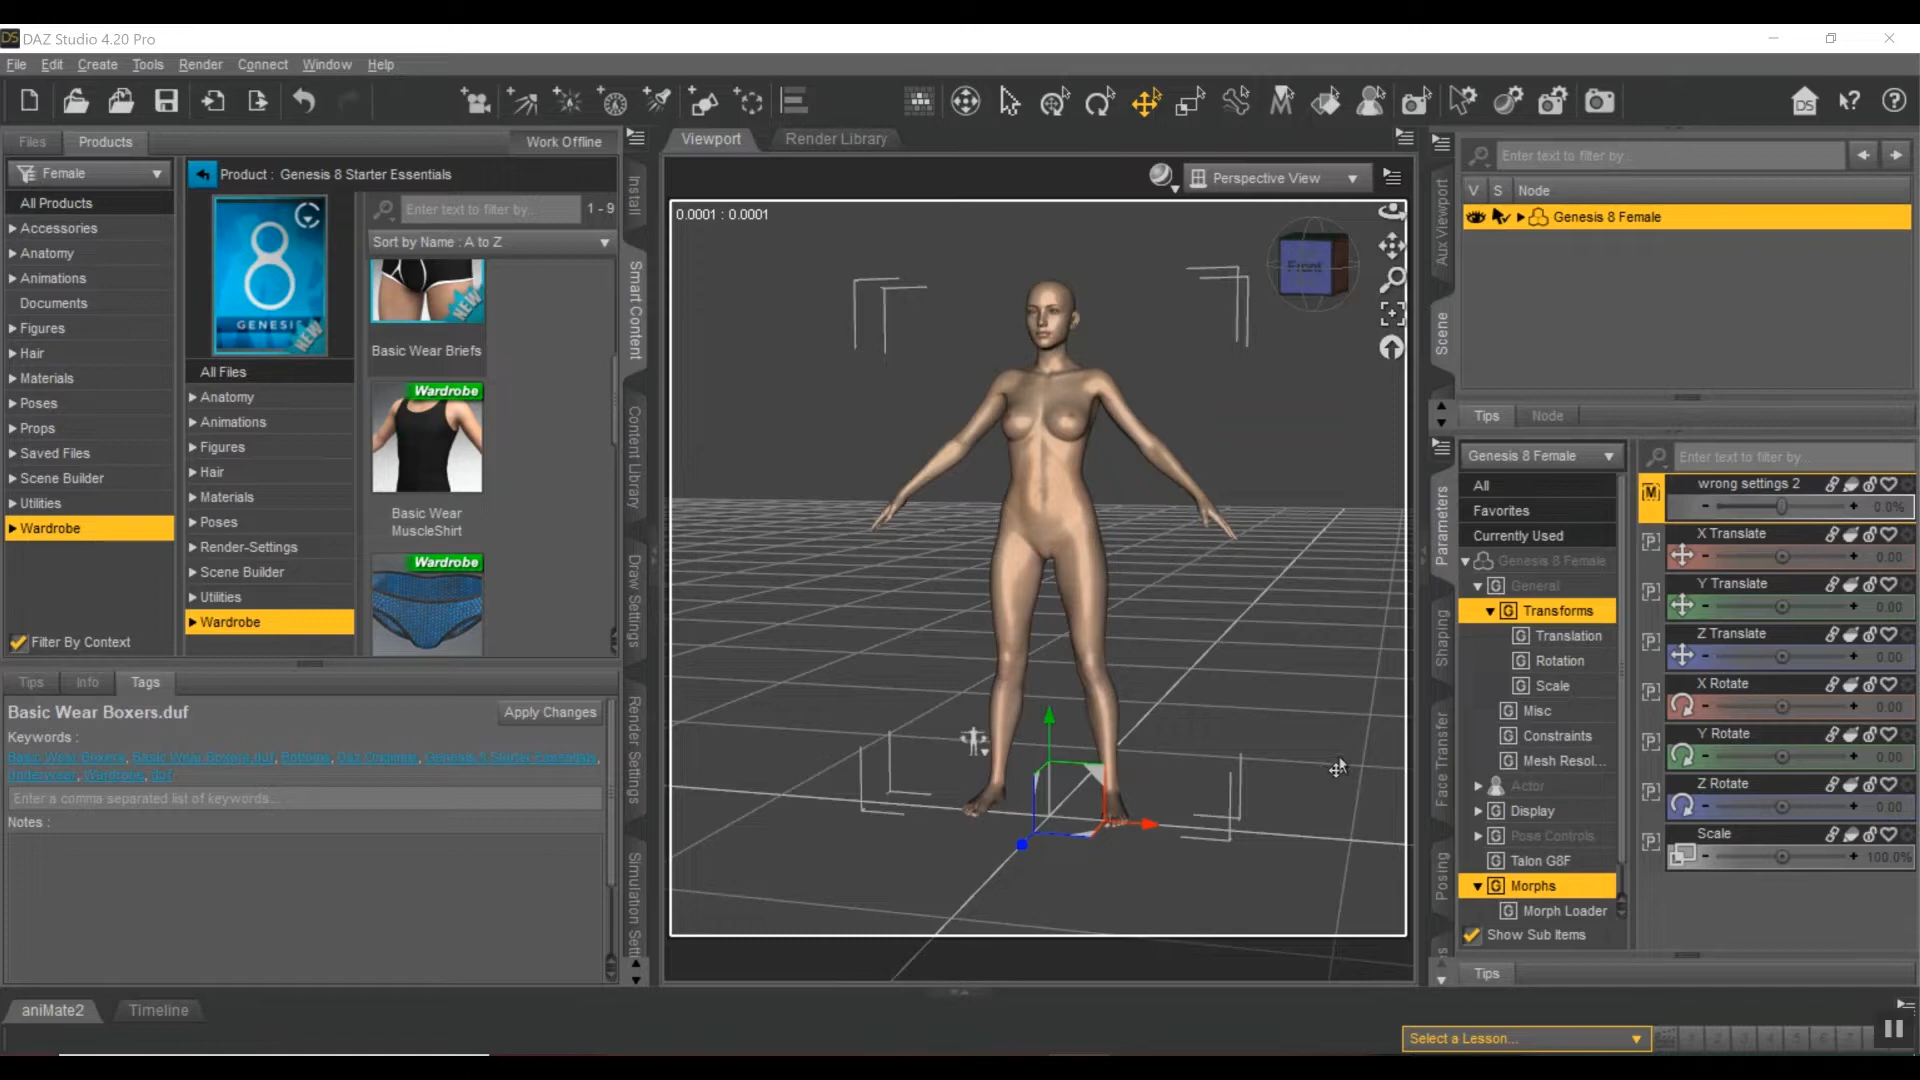 DAZ Studio 4.20 Pro
File Edit Create Tools Render Connect Window Help
Files Products Work Offline
Female
All Products
Accessories
Anatomy
Animations
Documents
Figures
Hair
Materials
Poses
Props
Saved Files
Scene Builder
Utilities
Wardrobe
Filter By Context
Product : Genesis 8 Starter Essentials
8
All Files
Anatomy
Animations
Figures
Hair
Materials
Poses
Render-Settings
Scene Builder
Utilities
Wardrobe
Enter text to filter by... 1 - 9
Sort by Name : A to Z
NEW
Basic Wear Briefs
Wardrobe
Basic Wear
MuscleShirt
Wardrobe
Tips Info Tags
Basic Wear Boxers.duf Apply Changes
Keywords :
Basic Wear Boxers, Basic Wear Boxers.duf, Bottoms, Daz Originals, Genesis 8 Starter Essentials,
Underwear, Wardrobe, duf
Enter a comma separated list of keywords...
Notes :
Install
Smart Content
Content Library
Draw Settings
Render Settings
Simulation Sett
Viewport Render Library
Perspective View
0.0001 : 0.0001
Front
Aux Viewport
Scene
Enter text to filter by...
V S Node
Genesis 8 Female
Tips Node
Parameters
Shaping
Face Transfer
Posing
Genesis 8 Female
All
Favorites
Currently Used
Genesis 8 Female
General
Transforms
Translation
Rotation
Scale
Misc
Constraints
Mesh Resol...
Actor
Display
Pose Controls
Talon G8F
Morphs
Morph Loader
Show Sub Items
Enter text to filter by...
wrong settings 2
0.0%
X Translate
0.00
Y Translate
0.00
Z Translate
0.00
X Rotate
0.00
Y Rotate
0.00
Z Rotate
0.00
Scale
100.0%
Tips
aniMate2 Timeline
Select a Lesson...